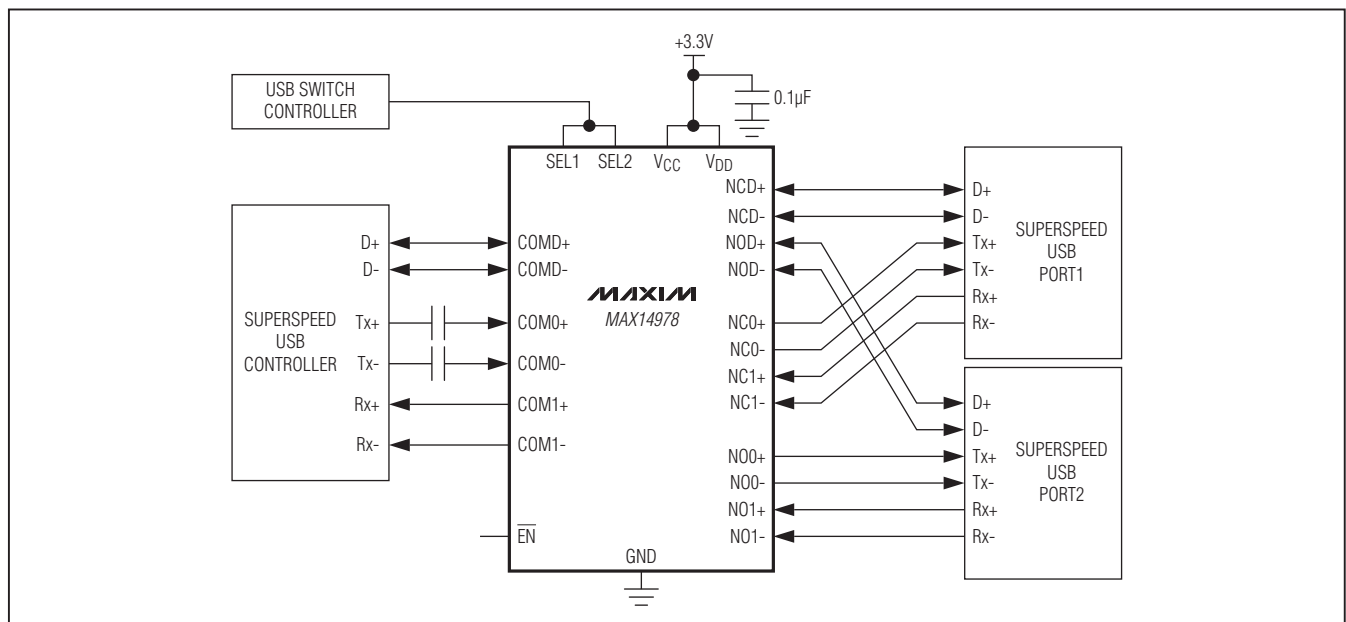 +3.3V
USB SWITCH
CONTROLLER
0.1µF
SEL1 SEL2 VCC VDD
NCD+
NCD-
NOD+
NOD-
NC0+
NC0-
NC1+
NC1-
NO0+
NO0-
NO1+
NO1-
COMD+
COMD-
COM0+
COM0-
COM1+
COM1-
EN
GND
MAXIM
MAX14978
SUPERSPEED
USB
CONTROLLER
D+
D-
Tx+
Tx-
Rx+
Rx-
D+
D-
Tx+
Tx-
Rx+
Rx-
SUPERSPEED
USB
PORT1
D+
D-
Tx+
Tx-
Rx+
Rx-
SUPERSPEED
USB
PORT2